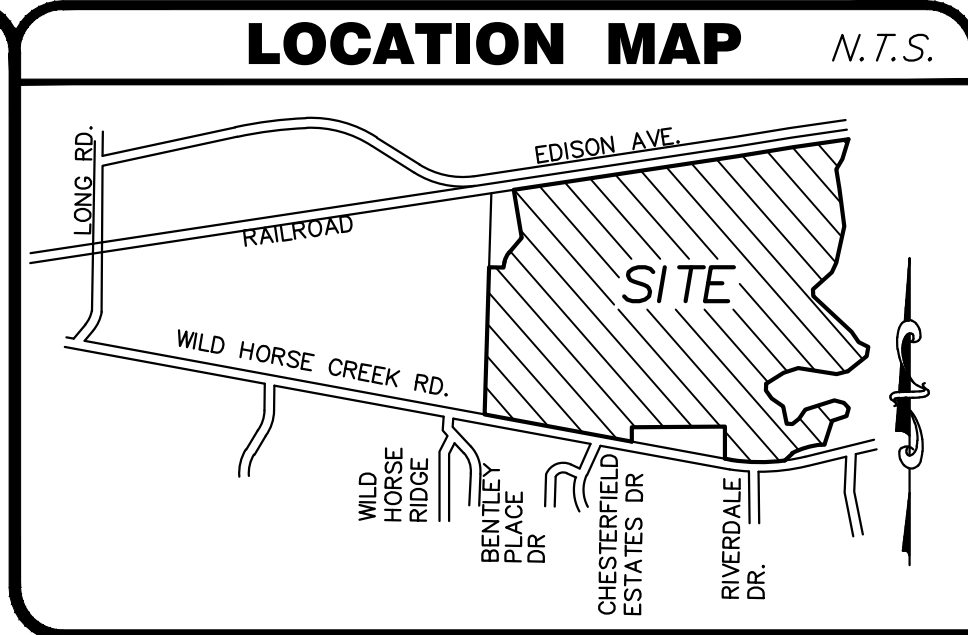 LOCATION MAP
N.T.S.
LONG RD.
EDISON AVE.
RAILROAD
SITE
WILD HORSE CREEK RD.
WILD
HORSE
RIDGE
BENTLEY
PLACE
DR
CHESTERFIELD
ESTATES DR
RIVERDALE
DR.